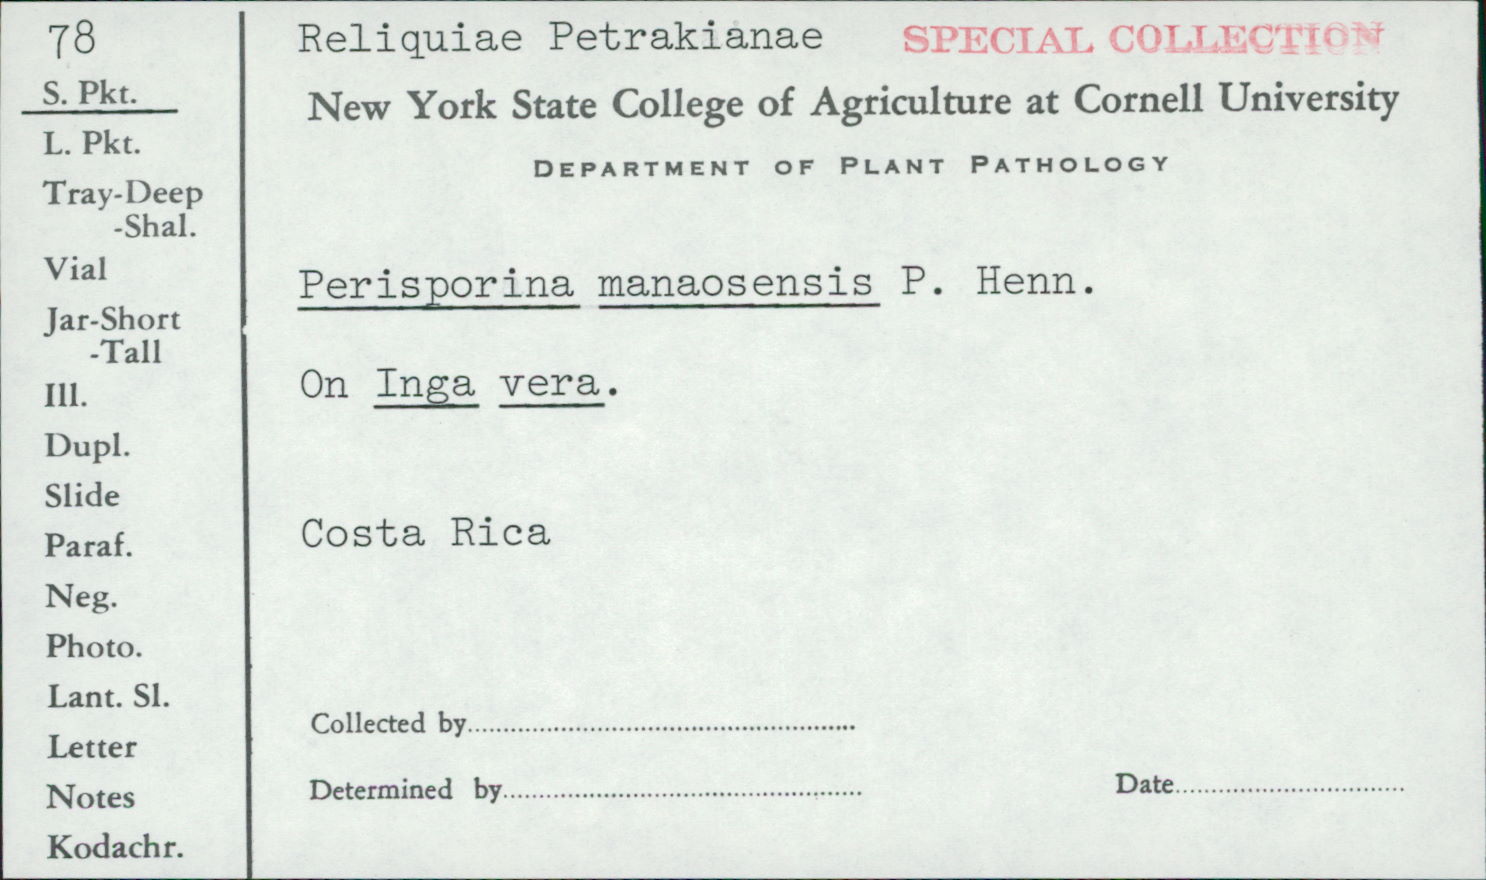 78
S. Pkt.
L. Pkt.
Tray-Deep
-Shal.
Vial
Jar-Short
-Tall
Ill.
Dupl.
Slide
Paraf.
Neg.
Photo.
Lant. Sl.
Letter
Notes
Kodachr.
Reliquiae Petrakianae SPECIAL COLLECTION
New York State College of Agriculture at Cornell University
DEPARTMENT OF PLANT PATHOLOGY
Perisporina manaosensis P. Henn.
On Inga vera.
Costa Rica
Collected by
Determined by Date